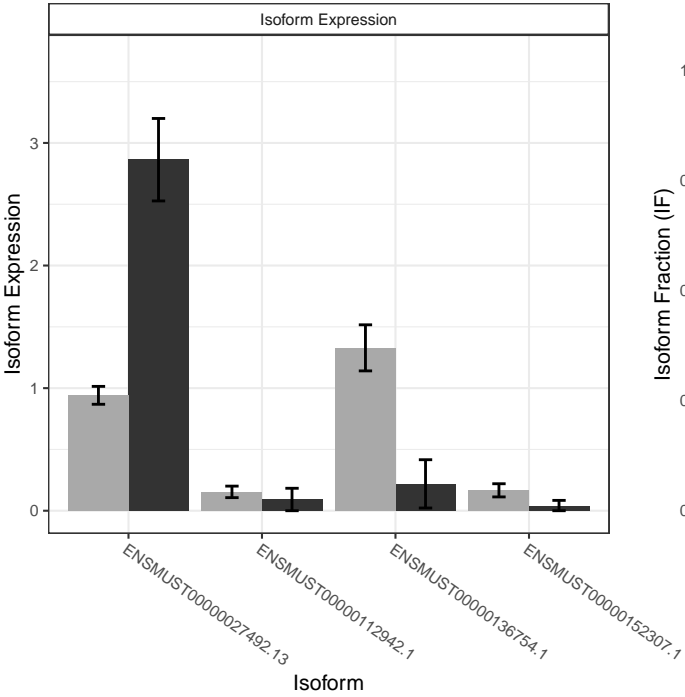 Isoform Expression
Isoform Expression
3
2
1
0
ENSMUST00000027492.13
ENSMUST00000112942.1
ENSMUST00000136754.1
ENSMUST00000152307.1
Isoform
Isoform Fraction (IF)